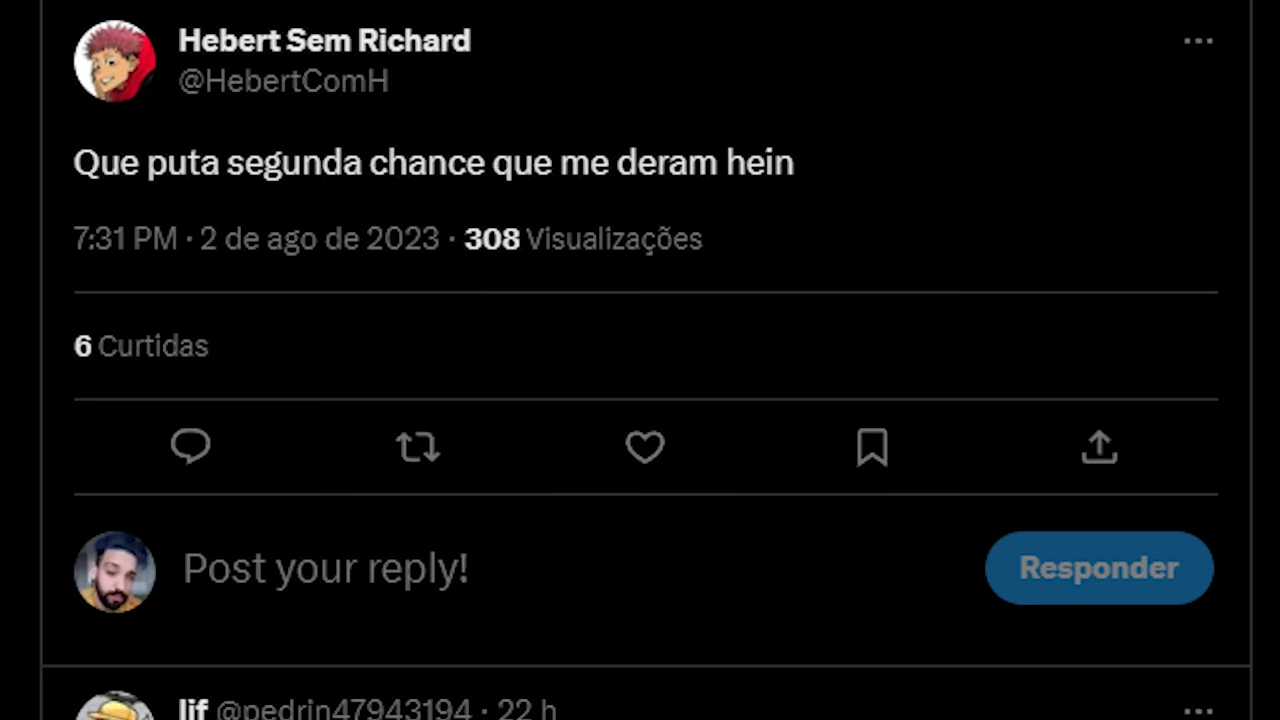 Hebert Sem Richard
@HebertComH
Que puta segunda chance que me deram hein
7:31 PM · 2 de ago de 2023 · 308 Visualizações
6 Curtidas
Post your reply!
Responder
lif @pedrin47943194 · 22 h